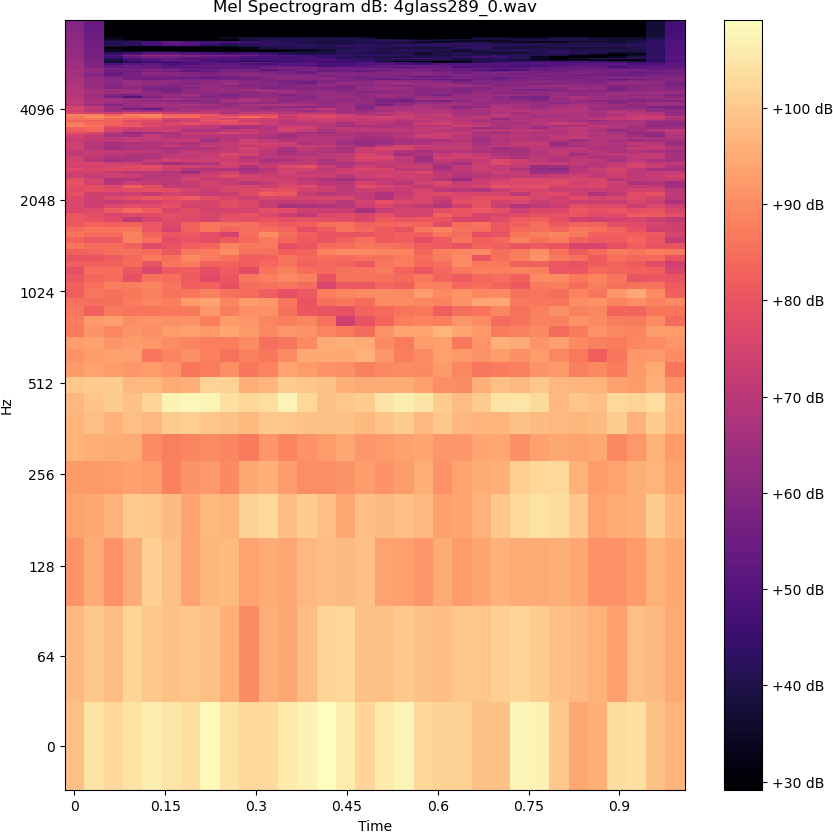 Mel Spectrogram dB: 4glass289_0.wav
4096
2048
1024
512
256
128
64
0
Hz
0
0.15
0.3
0.45
0.6
0.75
0.9
Time
+100 dB
+90 dB
+80 dB
+70 dB
+60 dB
+50 dB
+40 dB
+30 dB